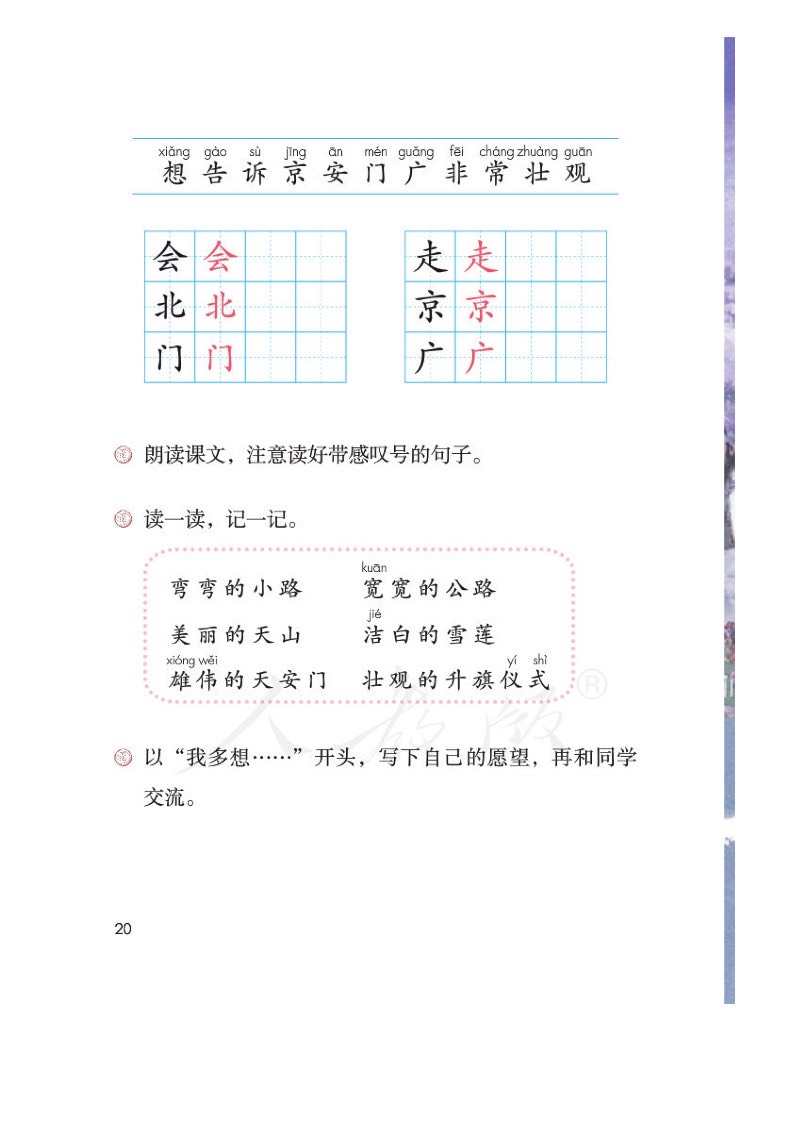 xiǎng gào sù jīng ān mén guǎng fēi cháng zhuàng guān
想 告 诉 京 安 门 广 非 常 壮 观
会 会 走 走
北 北 京 京
门 门 广 广
朗读课文，注意读好带感叹号的句子。
读一读，记一记。
kuān
弯弯的小路 宽宽的公路
jié
美丽的天山 洁白的雪莲
xióng wěi yí shì
雄伟的天安门 壮观的升旗仪式
人教版®
以“我多想……”开头，写下自己的愿望，再和同学
交流。
20